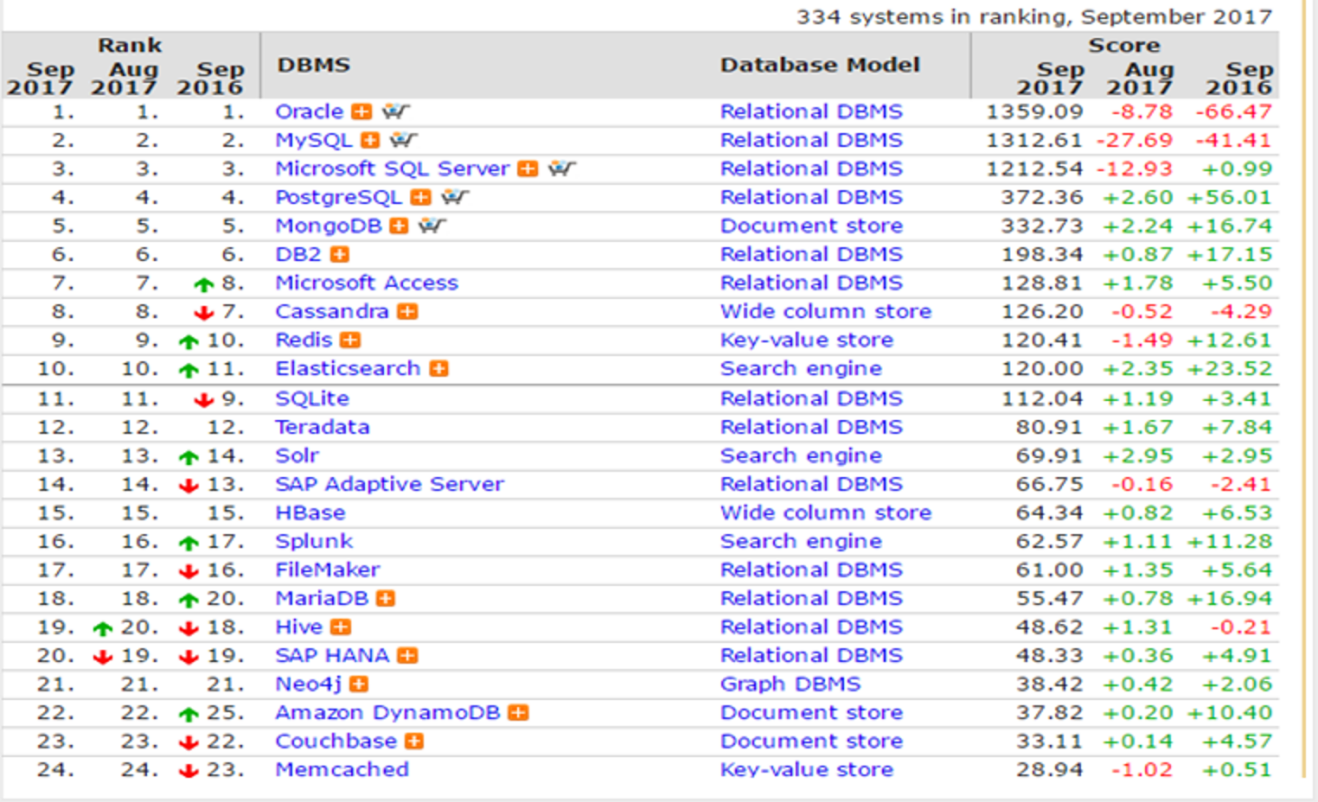 334 systems in ranking, September 2017
Rank Score
Sep 2017 Aug 2017 Sep 2016 DBMS Database Model Sep 2017 Aug 2017 Sep 2016
1. 1. 1. Oracle Relational DBMS 1359.09 -8.78 -66.47
2. 2. 2. MySQL Relational DBMS 1312.61 -27.69 -41.41
3. 3. 3. Microsoft SQL Server Relational DBMS 1212.54 -12.93 +0.99
4. 4. 4. PostgreSQL Relational DBMS 372.36 +2.60 +56.01
5. 5. 5. MongoDB Document store 332.73 +2.24 +16.74
6. 6. 6. DB2 Relational DBMS 198.34 +0.87 +17.15
7. 7. 8. Microsoft Access Relational DBMS 128.81 +1.78 +5.50
8. 8. 7. Cassandra Wide column store 126.20 -0.52 -4.29
9. 9. 10. Redis Key-value store 120.41 -1.49 +12.61
10. 10. 11. Elasticsearch Search engine 120.00 +2.35 +23.52
11. 11. 9. SQLite Relational DBMS 112.04 +1.19 +3.41
12. 12. 12. Teradata Relational DBMS 80.91 +1.67 +7.84
13. 13. 14. Solr Search engine 69.91 +2.95 +2.95
14. 14. 13. SAP Adaptive Server Relational DBMS 66.75 -0.16 -2.41
15. 15. 15. HBase Wide column store 64.34 +0.82 +6.53
16. 16. 17. Splunk Search engine 62.57 +1.11 +11.28
17. 17. 16. FileMaker Relational DBMS 61.00 +1.35 +5.64
18. 18. 20. MariaDB Relational DBMS 55.47 +0.78 +16.94
19. 20. 18. Hive Relational DBMS 48.62 +1.31 -0.21
20. 19. 19. SAP HANA Relational DBMS 48.33 +0.36 +4.91
21. 21. 21. Neo4j Graph DBMS 38.42 +0.42 +2.06
22. 22. 25. Amazon DynamoDB Document store 37.82 +0.20 +10.40
23. 23. 22. Couchbase Document store 33.11 +0.14 +4.57
24. 24. 23. Memcached Key-value store 28.94 -1.02 +0.51